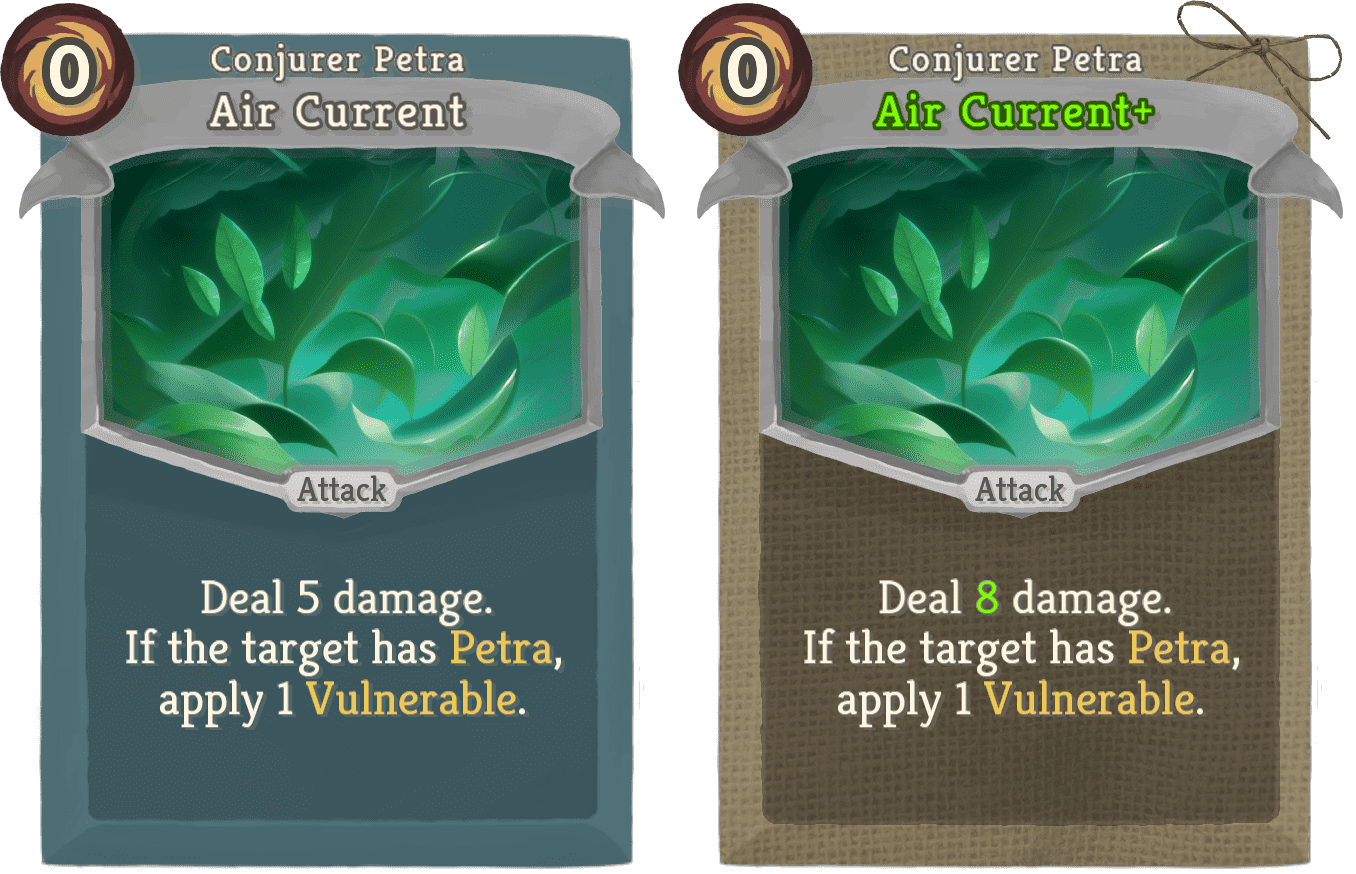 0
Conjurer Petra
Air Current
Attack
Deal 5 damage.
If the target has Petra,
apply 1 Vulnerable.
0
Conjurer Petra
Air Current+
Attack
Deal 8 damage.
If the target has Petra,
apply 1 Vulnerable.